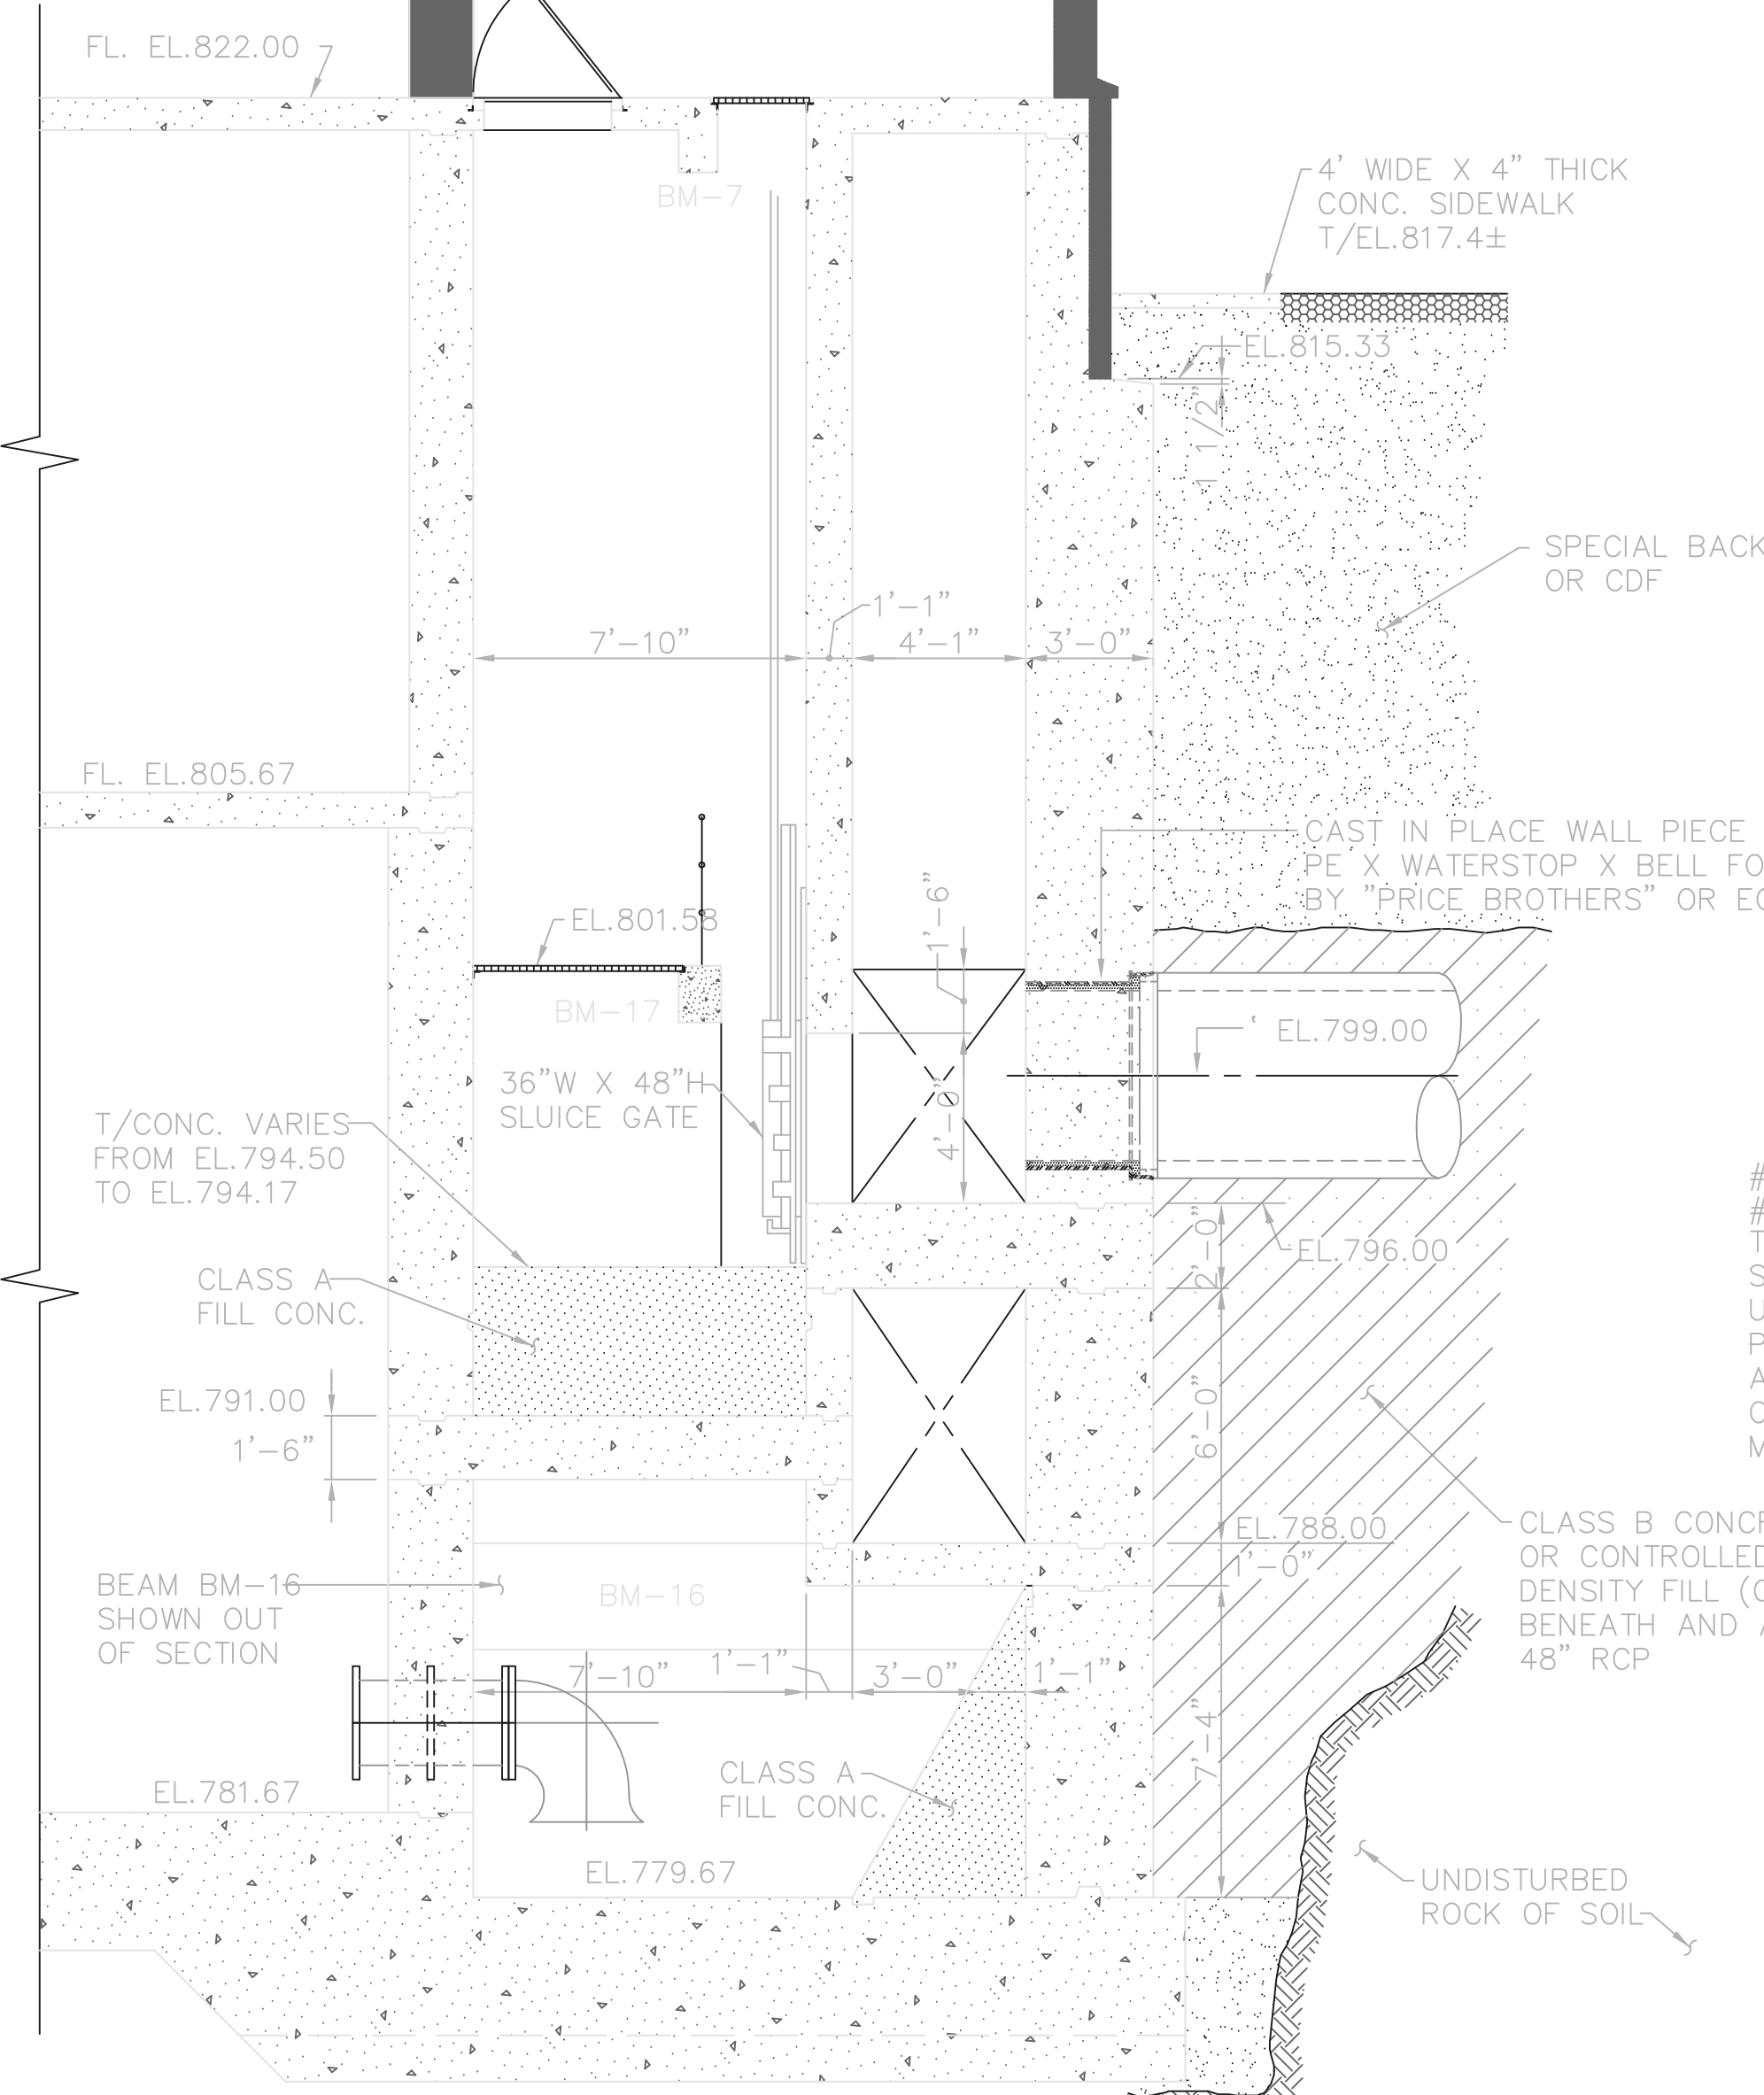 FL. EL.822.00
BM-7
4' WIDE X 4" THICK
CONC. SIDEWALK
T/EL.817.4±
EL.815.33
1 1/2"
SPECIAL BACK
OR CDF
1'-1"
7'-10"
4'-1"
3'-0"
FL. EL.805.67
CAST IN PLACE WALL PIECE
PE X WATERSTOP X BELL FO
BY "PRICE BROTHERS" OR EQ
1'-6"
EL.801.58
BM-17
EL.799.00
36"W X 48"H
SLUICE GATE
4'-0"
T/CONC. VARIES
FROM EL.794.50
TO EL.794.17
#
#
T
S
U
P
A
C
M
2'-0"
EL.796.00
CLASS A
FILL CONC.
EL.791.00
1'-6"
6'-0"
EL.788.00
1'-0"
CLASS B CONCR
OR CONTROLLED
DENSITY FILL (C
BENEATH AND A
48" RCP
BEAM BM-16
SHOWN OUT
OF SECTION
BM-16
7'-10"
1'-1"
3'-0"
1'-1"
7'-4"
CLASS A
FILL CONC.
EL.781.67
EL.779.67
UNDISTURBED
ROCK OF SOIL